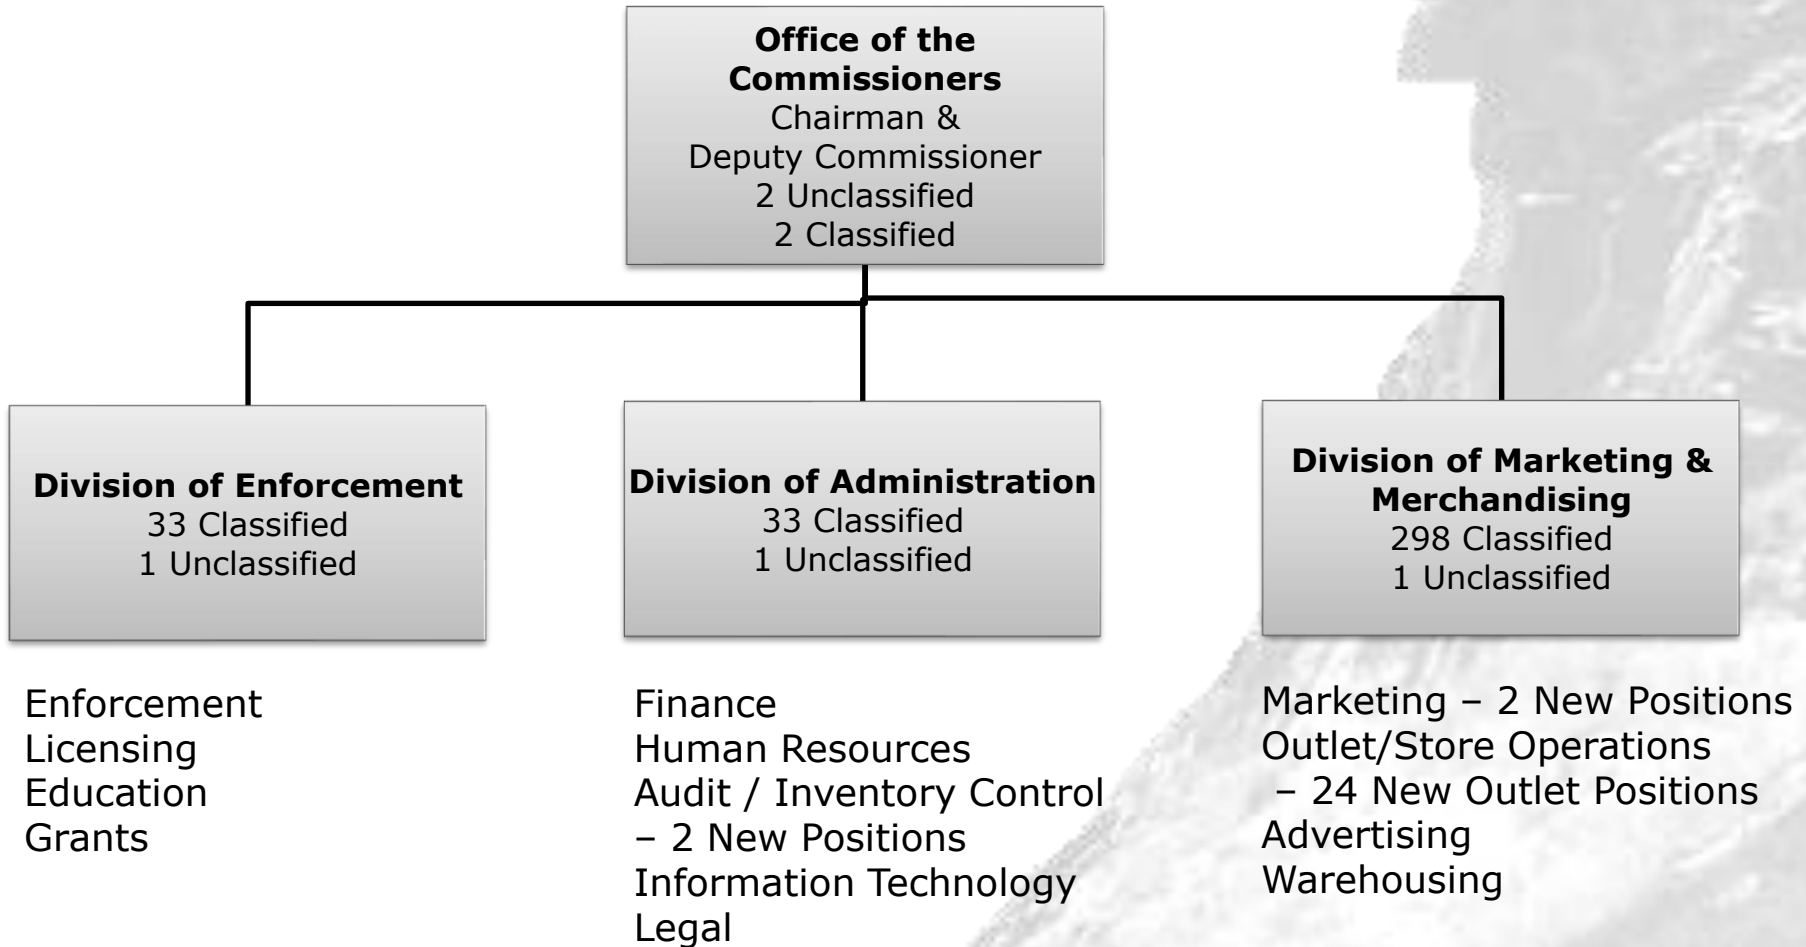 Office of the
Commissioners
Chairman &
Deputy Commissioner
2 Unclassified
2 Classified
Division of Enforcement
33 Classified
1 Unclassified
Division of Administration
33 Classified
1 Unclassified
Division of Marketing &
Merchandising
298 Classified
1 Unclassified
Enforcement
Licensing
Education
Grants
Finance
Human Resources
Audit / Inventory Control
– 2 New Positions
Information Technology
Legal
Marketing – 2 New Positions
Outlet/Store Operations
– 24 New Outlet Positions
Advertising
Warehousing